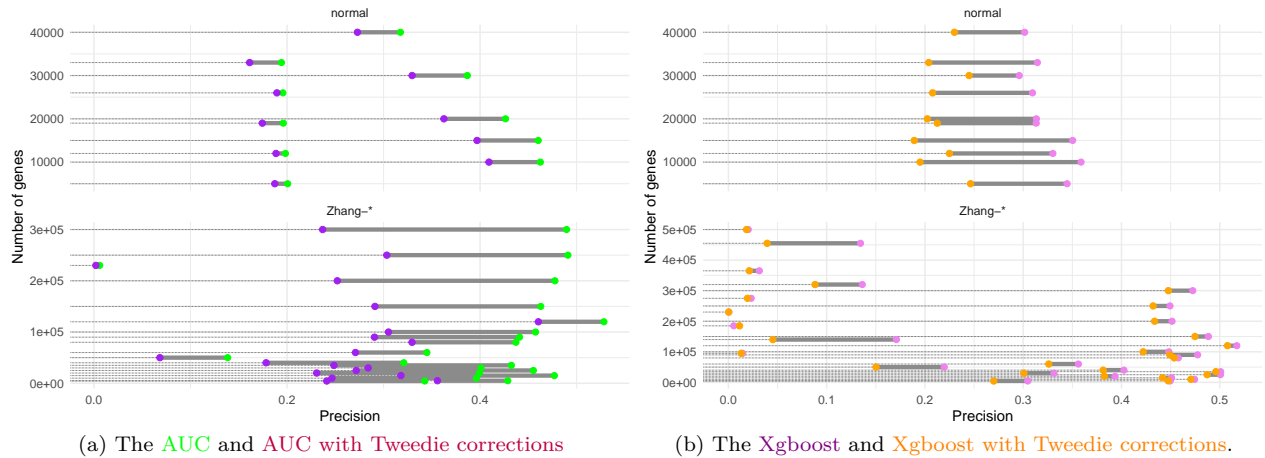 normal
40000
30000
20000
10000
Zhang-*
3e+05
2e+05
1e+05
0e+00
0.0 0.2 0.4
Number of genes
Precision
(a) The AUC and AUC with Tweedie corrections
normal
40000
30000
20000
10000
Zhang-*
5e+05
4e+05
3e+05
2e+05
1e+05
0e+00
0.0 0.1 0.2 0.3 0.4 0.5
Number of genes
Precision
(b) The Xgboost and Xgboost with Tweedie corrections.